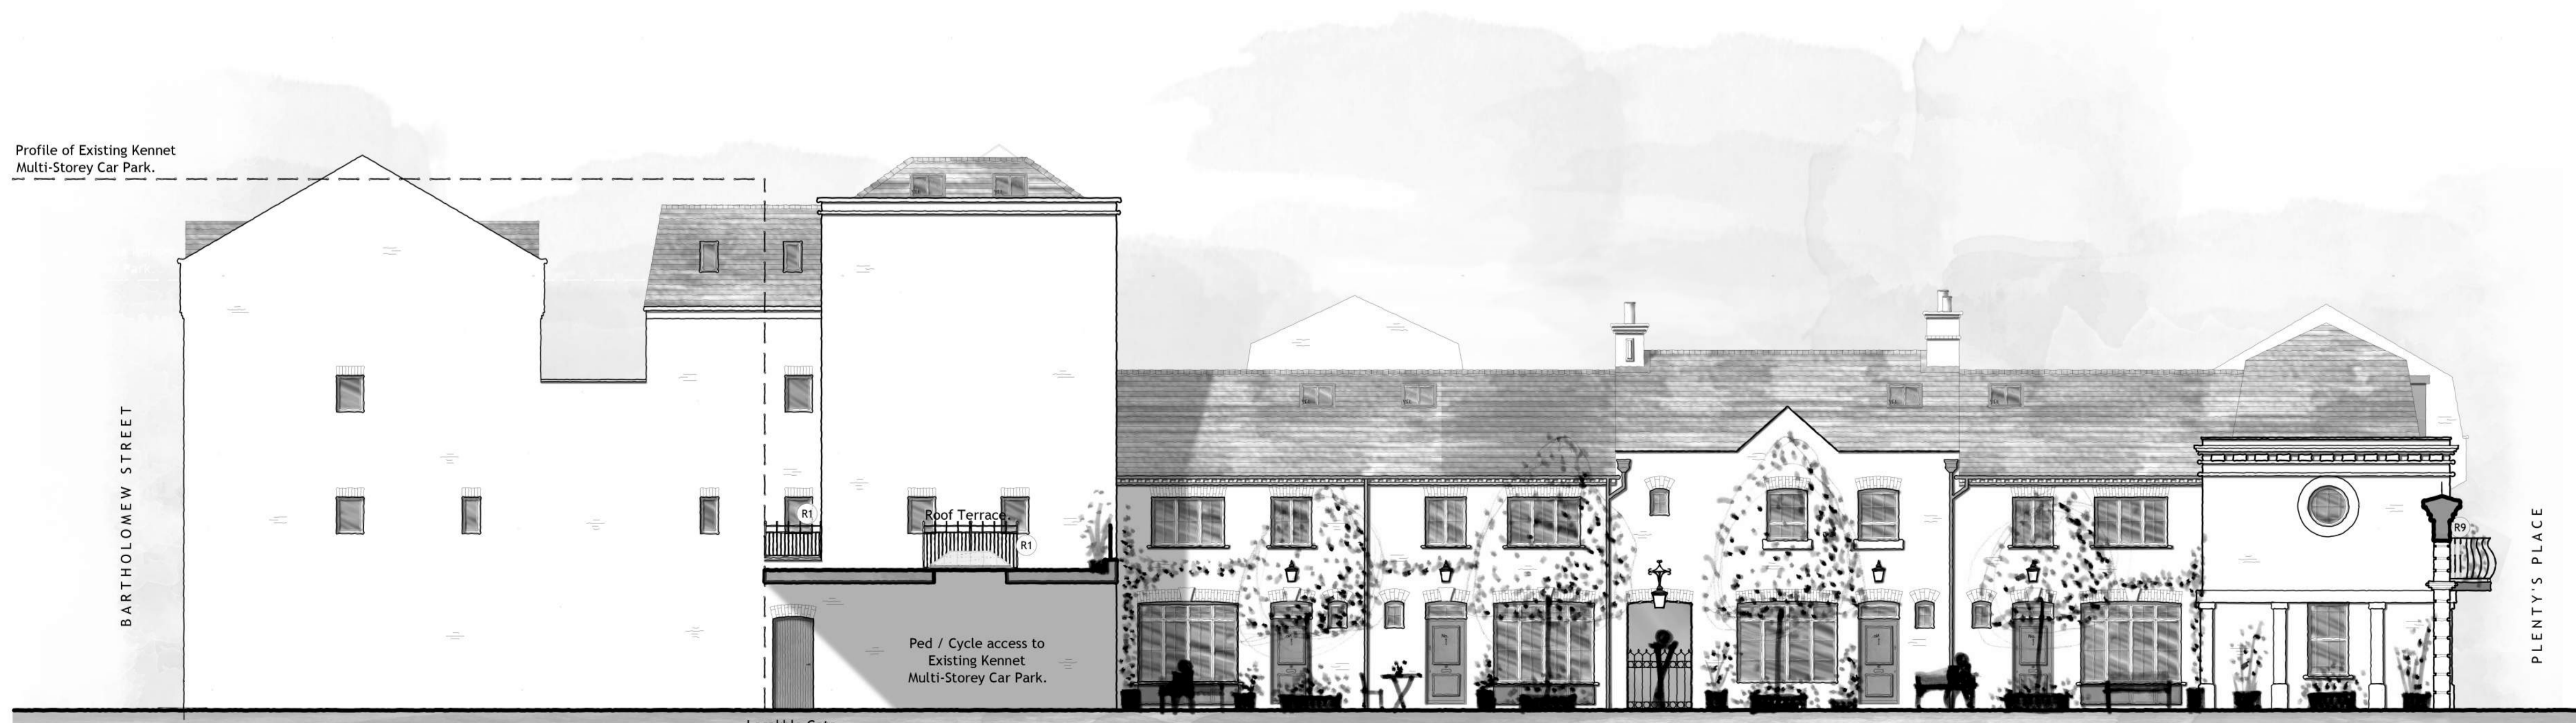 Profile of Existing Kennet
Multi-Storey Car Park.
BARTHOLOMEW STREET
R1
Roof Terrace.
R1
Ped / Cycle access to
Existing Kennet
Multi-Storey Car Park.
R9
PLENTY'S PLACE